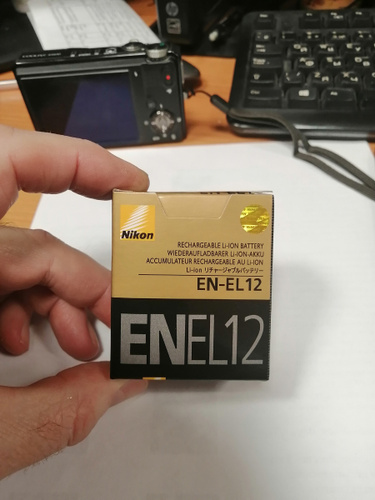 Nikon
RECHARGEABLE Li-ION BATTERY
WIEDERAUFLADBARER Li-ION-AKKU
ACCUMULATEUR RECHARGEABLE AU Li-ION
Li-ion リチャージャブルバッテリー
EN-EL12
ENEL12